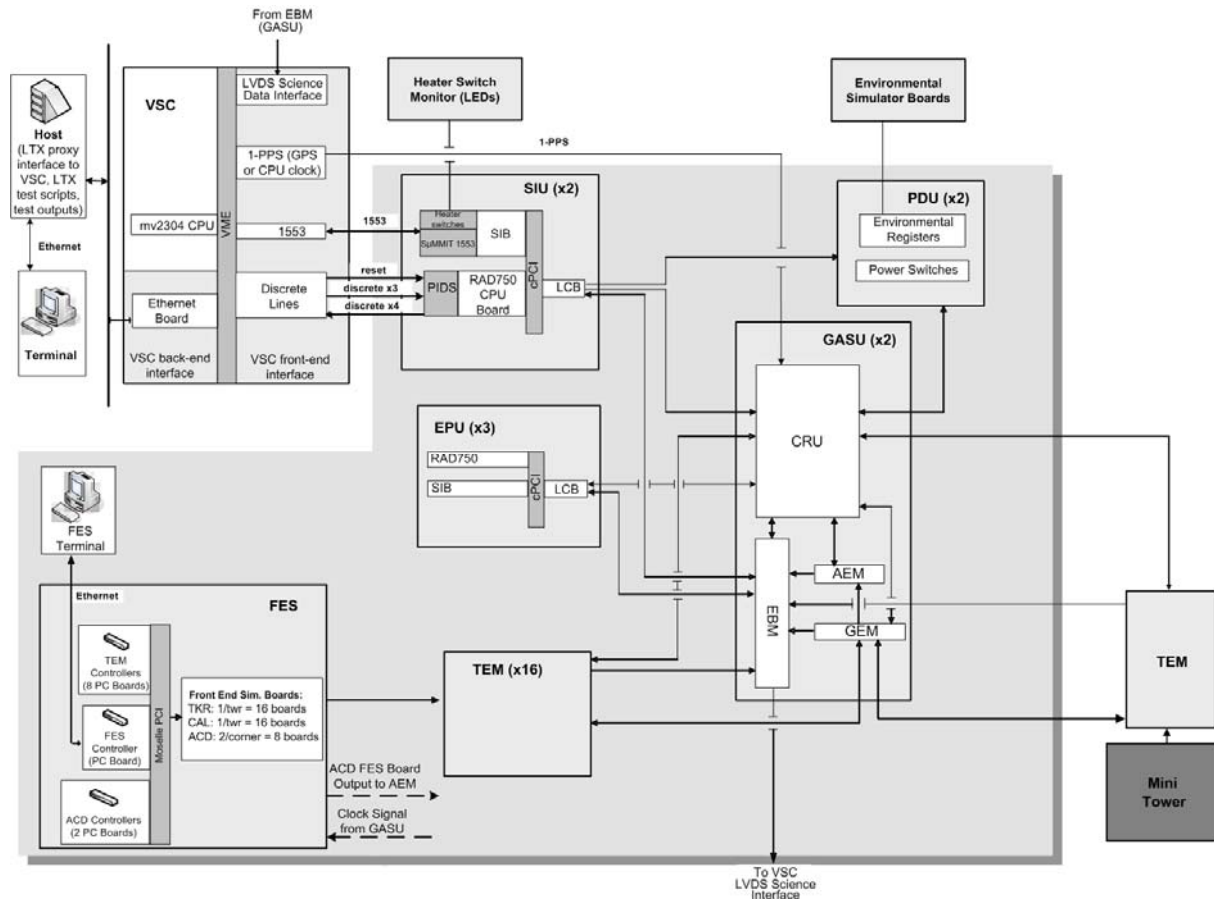 From EBM
(GASU)
VSC
LVDS Science
Data Interface
Heater Switch
Monitor (LEDs)
Environmental
Simulator Boards
Host
(LTX proxy
interface to
VSC, LTX
test scripts,
test outputs)
1-PPS (GPS
or CPU clock)
1-PPS
SIU (x2)
PDU (x2)
Environmental
Registers
Power Switches
mv2304 CPU
VME
1553
1553
Heater
switches
SpMMIT 1553
SIB
cPCI
LCB
Ethernet
Terminal
Ethernet
Board
Discrete
Lines
reset
discrete x3
discrete x4
PIDS
RAD750
CPU
Board
VSC back-end
interface
VSC front-end
interface
GASU (x2)
CRU
EPU (x3)
RAD750
SIB
cPCI
LCB
FES
Terminal
Ethernet
FES
TEM
Controllers
(8 PC Boards)
FES
Controller
(PC Board)
ACD Controllers
(2 PC Boards)
Moselle PCI
Front End Sim. Boards:
TKR: 1/twr = 16 boards
CAL: 1/twr = 16 boards
ACD: 2/corner = 8 boards
ACD FES Board
Output to AEM
Clock Signal
from GASU
TEM (x16)
EBM
AEM
GEM
TEM
Mini
Tower
To VSC
LVDS Science
Interface